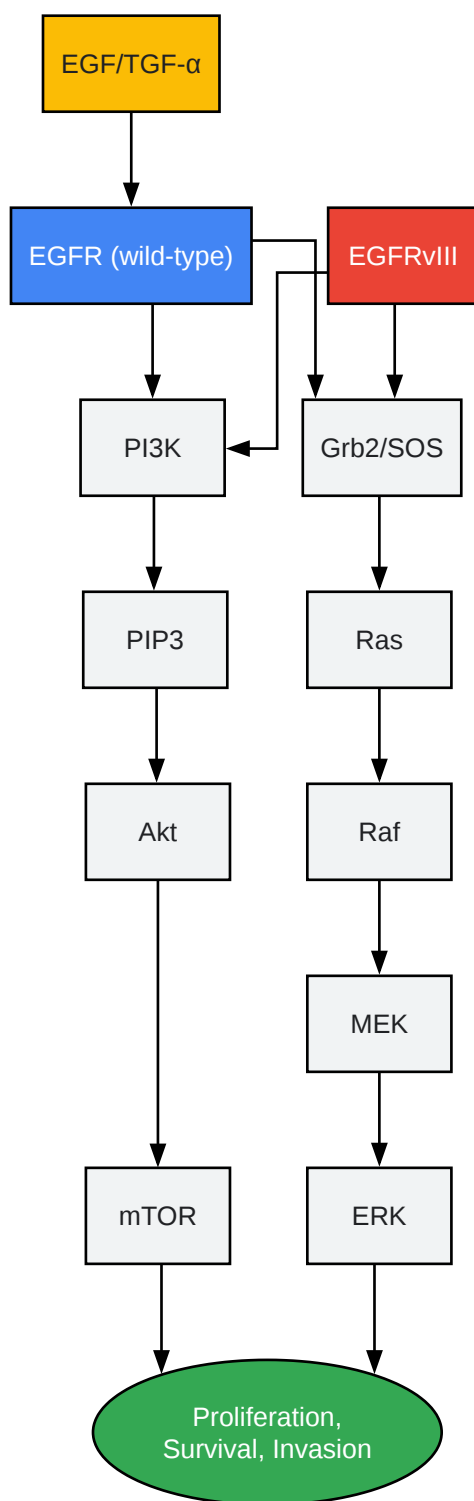 EGF/TGF-α
EGFR (wild-type)
EGFRvIII
PI3K
Grb2/SOS
PIP3
Ras
Akt
Raf
MEK
mTOR
ERK
Proliferation,
Survival, Invasion